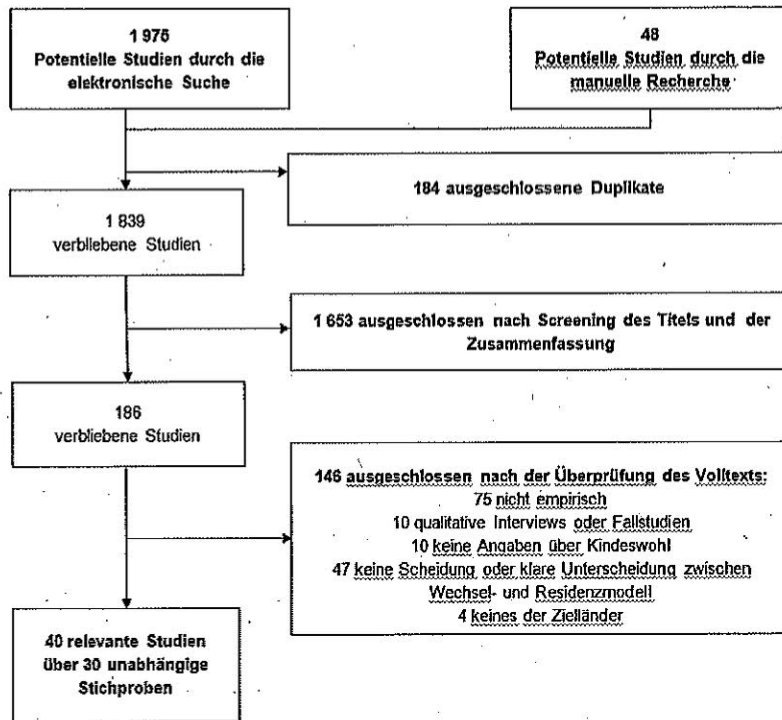 1 975
Potentielle Studien durch die
elektronische Suche
48
Potentielle Studien durch die
manuelle Recherche
184 ausgeschlossene Duplikate
1 839
verbliebene Studien
1 653 ausgeschlossen nach Screening des Titels und der
Zusammenfassung
186
verbliebene Studien
146 ausgeschlossen nach der Überprüfung des Volltexts:
75 nicht empirisch
10 qualitative Interviews oder Fallstudien
10 keine Angaben über Kindeswohl
47 keine Scheidung oder klare Unterscheidung zwischen
Wechsel- und Residenzmodell
4 keines der Zielländer
40 relevante Studien
über 30 unabhängige
Stichproben